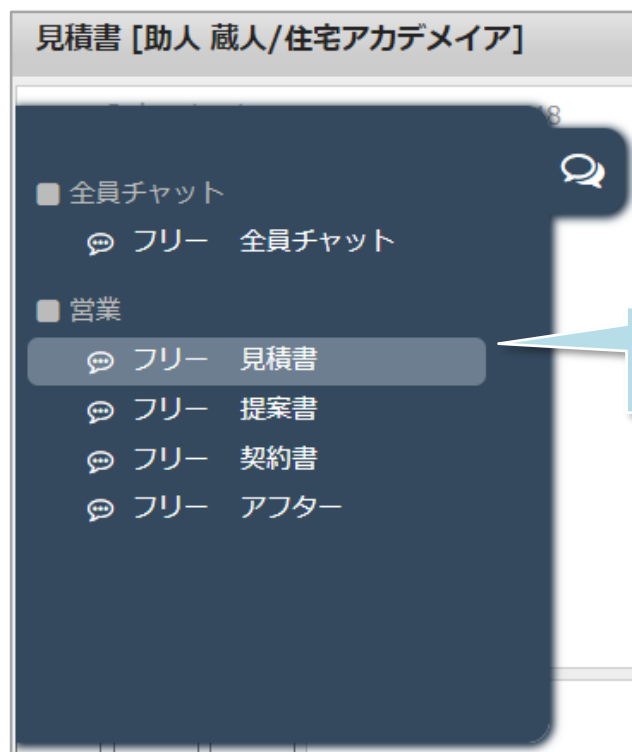 見積書 [助人 蔵人/住宅アカデメイア]
全員チャット
フリー　全員チャット
営業
フリー　見積書
フリー　提案書
フリー　契約書
フリー　アフター